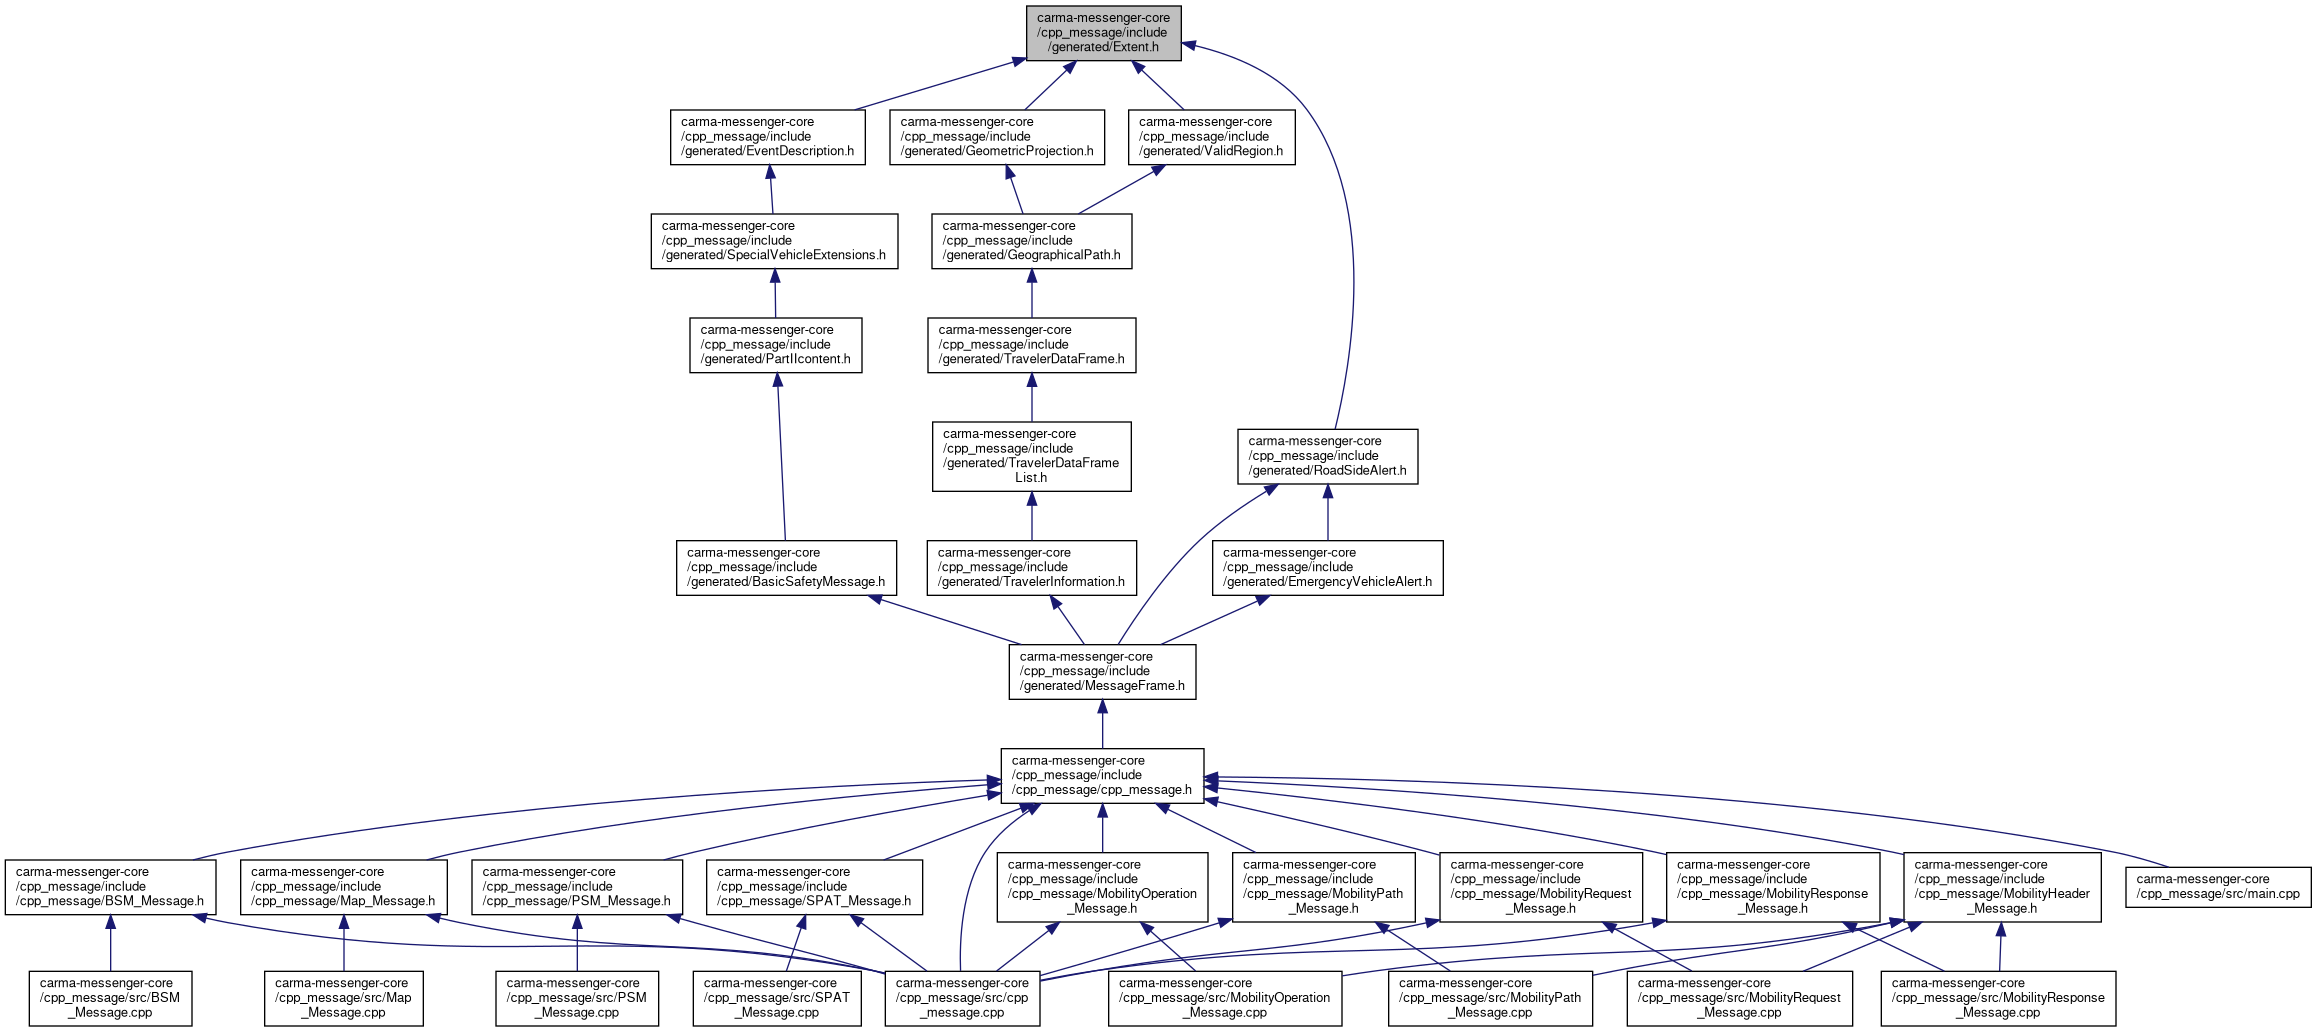 carma-messenger-core
/cpp_message/include
/generated/Extent.h
carma-messenger-core
/cpp_message/include
/generated/EventDescription.h
carma-messenger-core
/cpp_message/include
/generated/GeometricProjection.h
carma-messenger-core
/cpp_message/include
/generated/ValidRegion.h
carma-messenger-core
/cpp_message/include
/generated/SpecialVehicleExtensions.h
carma-messenger-core
/cpp_message/include
/generated/GeographicalPath.h
carma-messenger-core
/cpp_message/include
/generated/PartIIcontent.h
carma-messenger-core
/cpp_message/include
/generated/TravelerDataFrame.h
carma-messenger-core
/cpp_message/include
/generated/TravelerDataFrame
List.h
carma-messenger-core
/cpp_message/include
/generated/RoadSideAlert.h
carma-messenger-core
/cpp_message/include
/generated/BasicSafetyMessage.h
carma-messenger-core
/cpp_message/include
/generated/TravelerInformation.h
carma-messenger-core
/cpp_message/include
/generated/EmergencyVehicleAlert.h
carma-messenger-core
/cpp_message/include
/generated/MessageFrame.h
carma-messenger-core
/cpp_message/include
/cpp_message/cpp_message.h
carma-messenger-core
/cpp_message/include
/cpp_message/BSM_Message.h
carma-messenger-core
/cpp_message/include
/cpp_message/Map_Message.h
carma-messenger-core
/cpp_message/include
/cpp_message/PSM_Message.h
carma-messenger-core
/cpp_message/include
/cpp_message/SPAT_Message.h
carma-messenger-core
/cpp_message/include
/cpp_message/MobilityOperation
_Message.h
carma-messenger-core
/cpp_message/include
/cpp_message/MobilityPath
_Message.h
carma-messenger-core
/cpp_message/include
/cpp_message/MobilityRequest
_Message.h
carma-messenger-core
/cpp_message/include
/cpp_message/MobilityResponse
_Message.h
carma-messenger-core
/cpp_message/include
/cpp_message/MobilityHeader
_Message.h
carma-messenger-core
/cpp_message/src/main.cpp
carma-messenger-core
/cpp_message/src/BSM
_Message.cpp
carma-messenger-core
/cpp_message/src/Map
_Message.cpp
carma-messenger-core
/cpp_message/src/PSM
_Message.cpp
carma-messenger-core
/cpp_message/src/SPAT
_Message.cpp
carma-messenger-core
/cpp_message/src/cpp
_message.cpp
carma-messenger-core
/cpp_message/src/MobilityOperation
_Message.cpp
carma-messenger-core
/cpp_message/src/MobilityPath
_Message.cpp
carma-messenger-core
/cpp_message/src/MobilityRequest
_Message.cpp
carma-messenger-core
/cpp_message/src/MobilityResponse
_Message.cpp